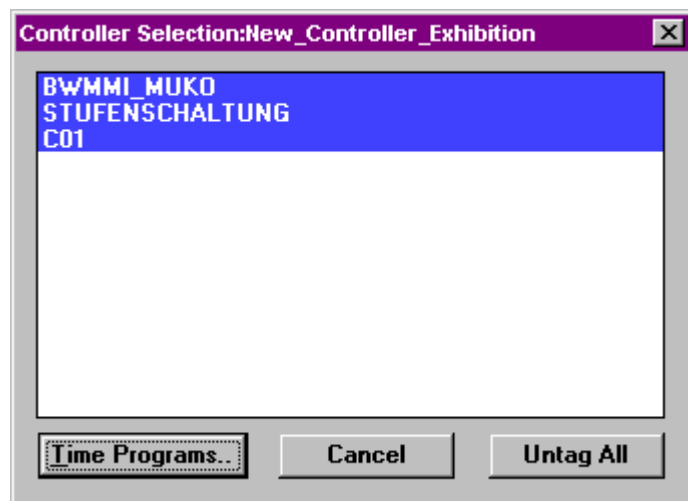 Controller Selection:New_Controller_Exhibition
BWMMI_MUKO
STUFENSCHALTUNG
C01
Time Programs..
Cancel
Untag All